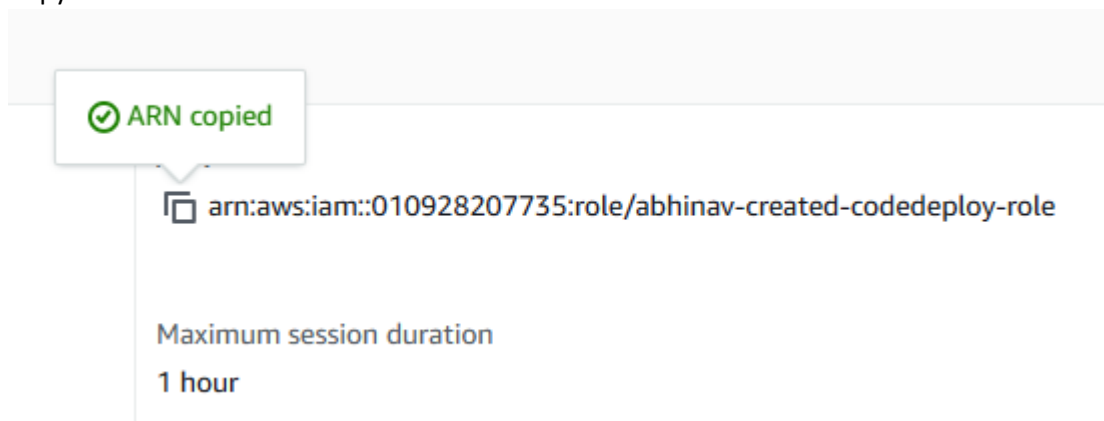 ARN copied
arn:aws:iam::010928207735:role/abhinav-created-codedeploy-role
Maximum session duration
1 hour